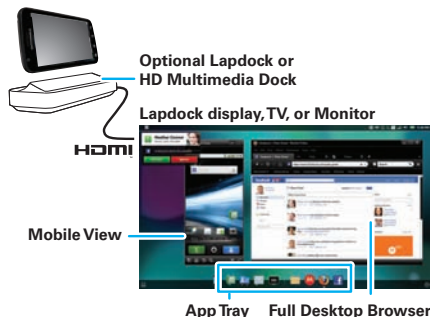 Optional Lapdock or
HD Multimedia Dock
HDMI
Lapdock display, TV, or Monitor
Mobile View
App Tray
Full Desktop Browser